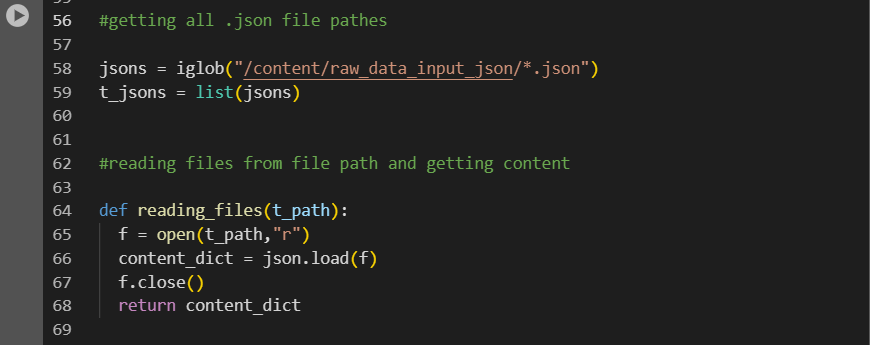 56 #getting all .json file pathes
57
58 jsons = iglob("/content/raw_data_input_json/*.json")
59 t_jsons = list(jsons)
60
61
62 #reading files from file path and getting content
63
64 def reading_files(t_path):
65   f = open(t_path,"r")
66   content_dict = json.load(f)
67   f.close()
68   return content_dict
69